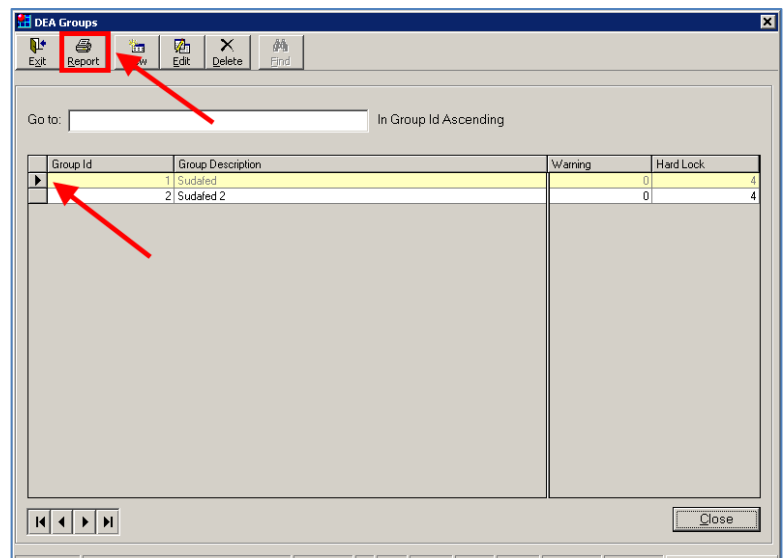 DEA Groups
Exit Report Edit Delete Find
Go to: In Group Id Ascending
Group Id Group Description Warning Hard Lock
1 Sudafed 0 4
2 Sudafed 2 0 4
Close